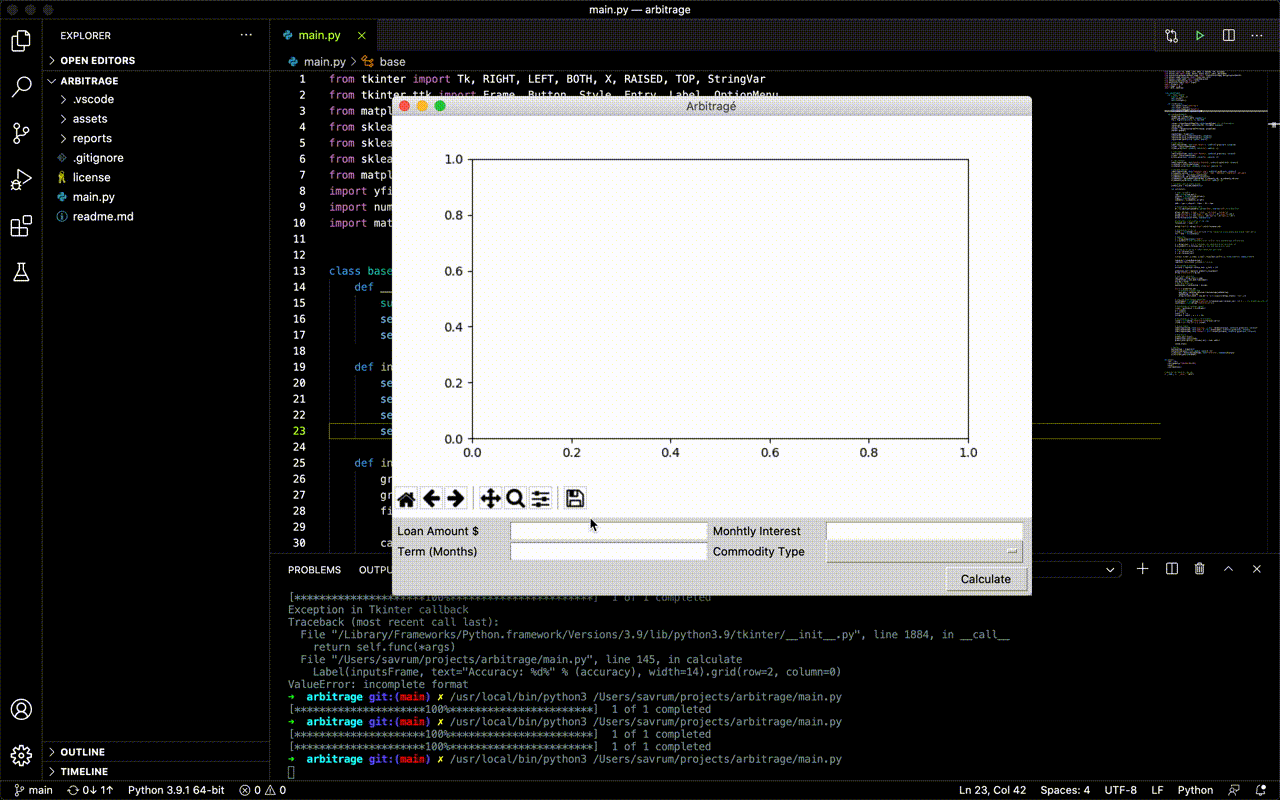 main.py — arbitrage
EXPLORER
OPEN EDITORS
ARBITRAGE
.vscode
assets
reports
.gitignore
license
main.py
readme.md
OUTLINE
TIMELINE
main.py
main.py > base
1 from tkinter import Tk, RIGHT, LEFT, BOTH, X, RAISED, TOP, StringVar
2 from tkinter.ttk import Frame, Button, Style, Entry, Label, OptionMenu
3 from matpl
4 from sklea
5 from sklea
6 from sklea
7 from matpl
8 import yfi
9 import num
10 import mat
11
12
13 class base
14 def __
15 su
16 se
17 se
18
19 def in
20 se
21 se
22 se
23 se
24
25 def in
26 gr
27 gr
28 fi
29
30 ca
Arbitragé
1.0
0.8
0.6
0.4
0.2
0.0
0.0 0.2 0.4 0.6 0.8 1.0
Loan Amount $ Monhtly Interest
Term (Months) Commodity Type
Calculate
PROBLEMS OUTPU
[*********************100%***********************] 1 of 1 completed
Exception in Tkinter callback
Traceback (most recent call last):
File "/Library/Frameworks/Python.framework/Versions/3.9/lib/python3.9/tkinter/__init__.py", line 1884, in __call__
return self.func(*args)
File "/Users/savrum/projects/arbitrage/main.py", line 145, in calculate
Label(inputsFrame, text="Accuracy: %d%" % (accuracy), width=14).grid(row=2, column=0)
ValueError: incomplete format
➜ arbitrage git:(main) ✗ /usr/local/bin/python3 /Users/savrum/projects/arbitrage/main.py
[*********************100%***********************] 1 of 1 completed
➜ arbitrage git:(main) ✗ /usr/local/bin/python3 /Users/savrum/projects/arbitrage/main.py
[*********************100%***********************] 1 of 1 completed
[*********************100%***********************] 1 of 1 completed
➜ arbitrage git:(main) ✗ /usr/local/bin/python3 /Users/savrum/projects/arbitrage/main.py
main 0↓ 1↑ Python 3.9.1 64-bit 0 0 Ln 23, Col 42 Spaces: 4 UTF-8 LF Python